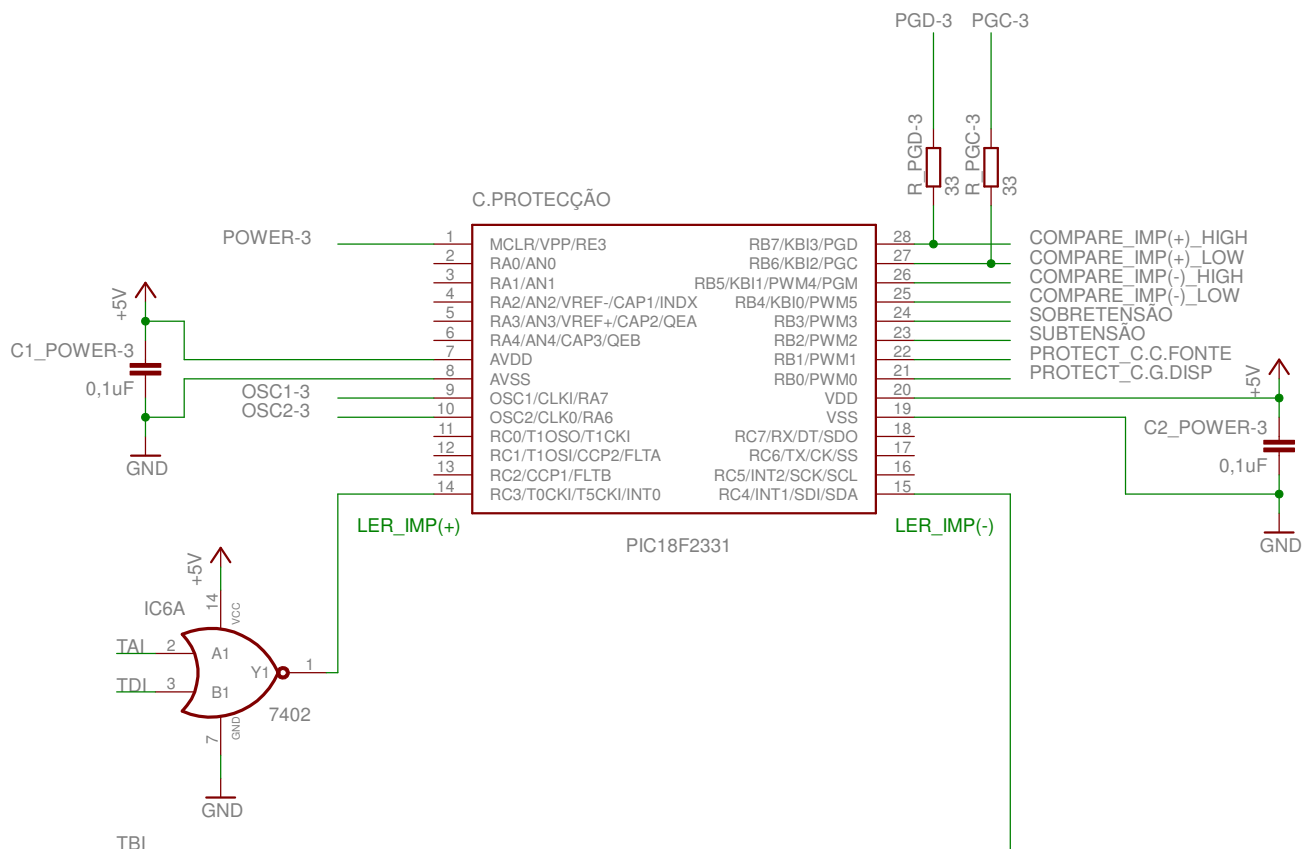 PGD-3 PGC-3
R_PGD-3 33 R_PGC-3 33
C.PROTECÇÃO
POWER-3 1 MCLR/VPP/RE3 RB7/KBI3/PGD 28 COMPARE_IMP(+)_HIGH
2 RA0/AN0 RB6/KBI2/PGC 27 COMPARE_IMP(+)_LOW
3 RA1/AN1 RB5/KBI1/PWM4/PGM 26 COMPARE_IMP(-)_HIGH
4 RA2/AN2/VREF-/CAP1/INDX RB4/KBI0/PWM5 25 COMPARE_IMP(-)_LOW
+5V 5 RA3/AN3/VREF+/CAP2/QEA RB3/PWM3 24 SOBRETENSÃO
6 RA4/AN4/CAP3/QEB RB2/PWM2 23 SUBTENSÃO
C1_POWER-3 7 AVDD RB1/PWM1 22 PROTECT_C.C.FONTE
0,1uF 8 AVSS RB0/PWM0 21 PROTECT_C.G.DISP
OSC1-3 9 OSC1/CLKI/RA7 VDD 20 +5V
OSC2-3 10 OSC2/CLK0/RA6 VSS 19
11 RC0/T1OSO/T1CKI RC7/RX/DT/SDO 18 C2_POWER-3
12 RC1/T1OSI/CCP2/FLTA RC6/TX/CK/SS 17
GND 13 RC2/CCP1/FLTB RC5/INT2/SCK/SCL 16 0,1uF
14 RC3/T0CKI/T5CKI/INT0 RC4/INT1/SDI/SDA 15
LER_IMP(+) LER_IMP(-)
PIC18F2331 GND
+5V
IC6A 14 VCC
TAI 2 A1
Y1 1
TDI 3 B1
7402
7 GND
GND
TBI